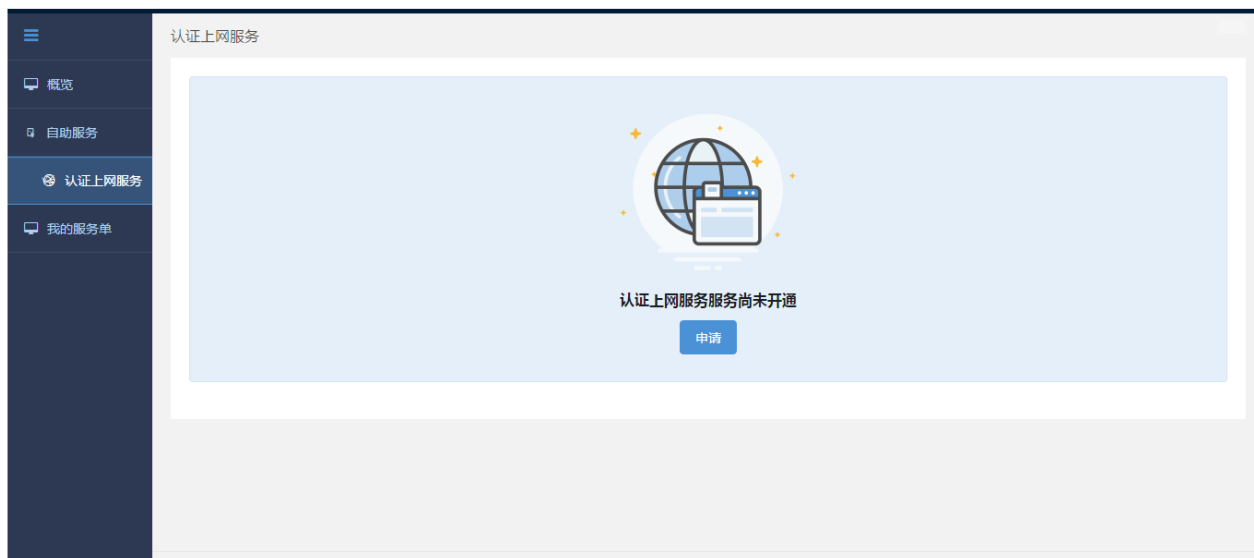 认证上网服务
概览
自助服务
认证上网服务
我的服务单
认证上网服务服务尚未开通
申请